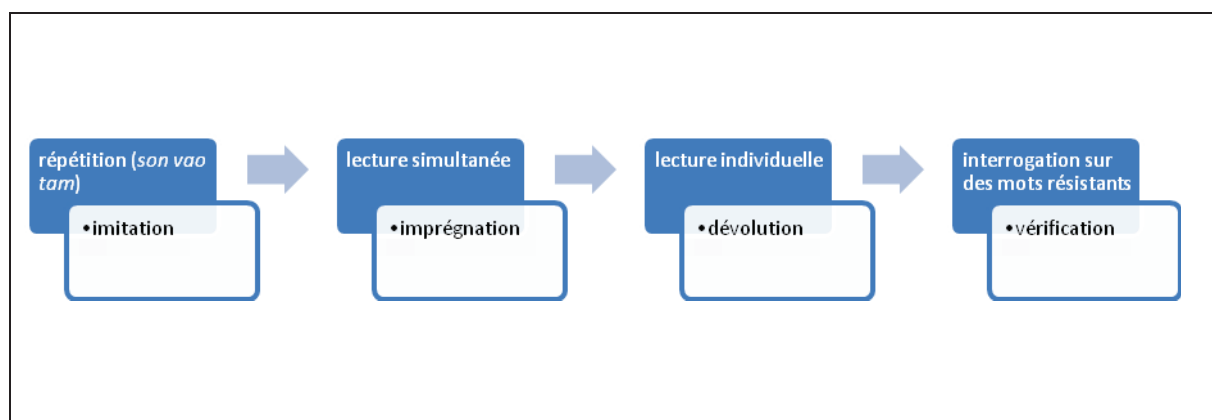 répétition (son vao
tam)
•imitation
lecture simultanée
•imprégnation
lecture individuelle
•dévolution
interrogation sur
des mots résistants
•vérification